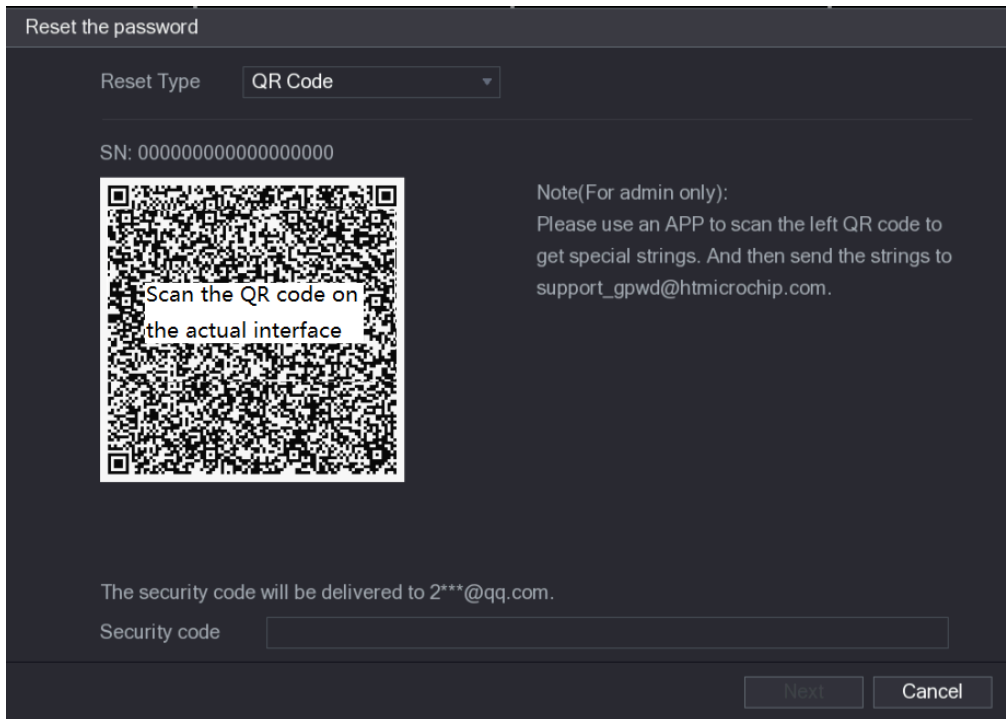 Reset the password
Reset Type
QR Code
SN: 000000000000000000
Scan the QR code on
the actual interface
Note(For admin only):
Please use an APP to scan the left QR code to
get special strings. And then send the strings to
support_gpwd@htmicrochip.com.
The security code will be delivered to 2***@qq.com.
Security code
Next
Cancel